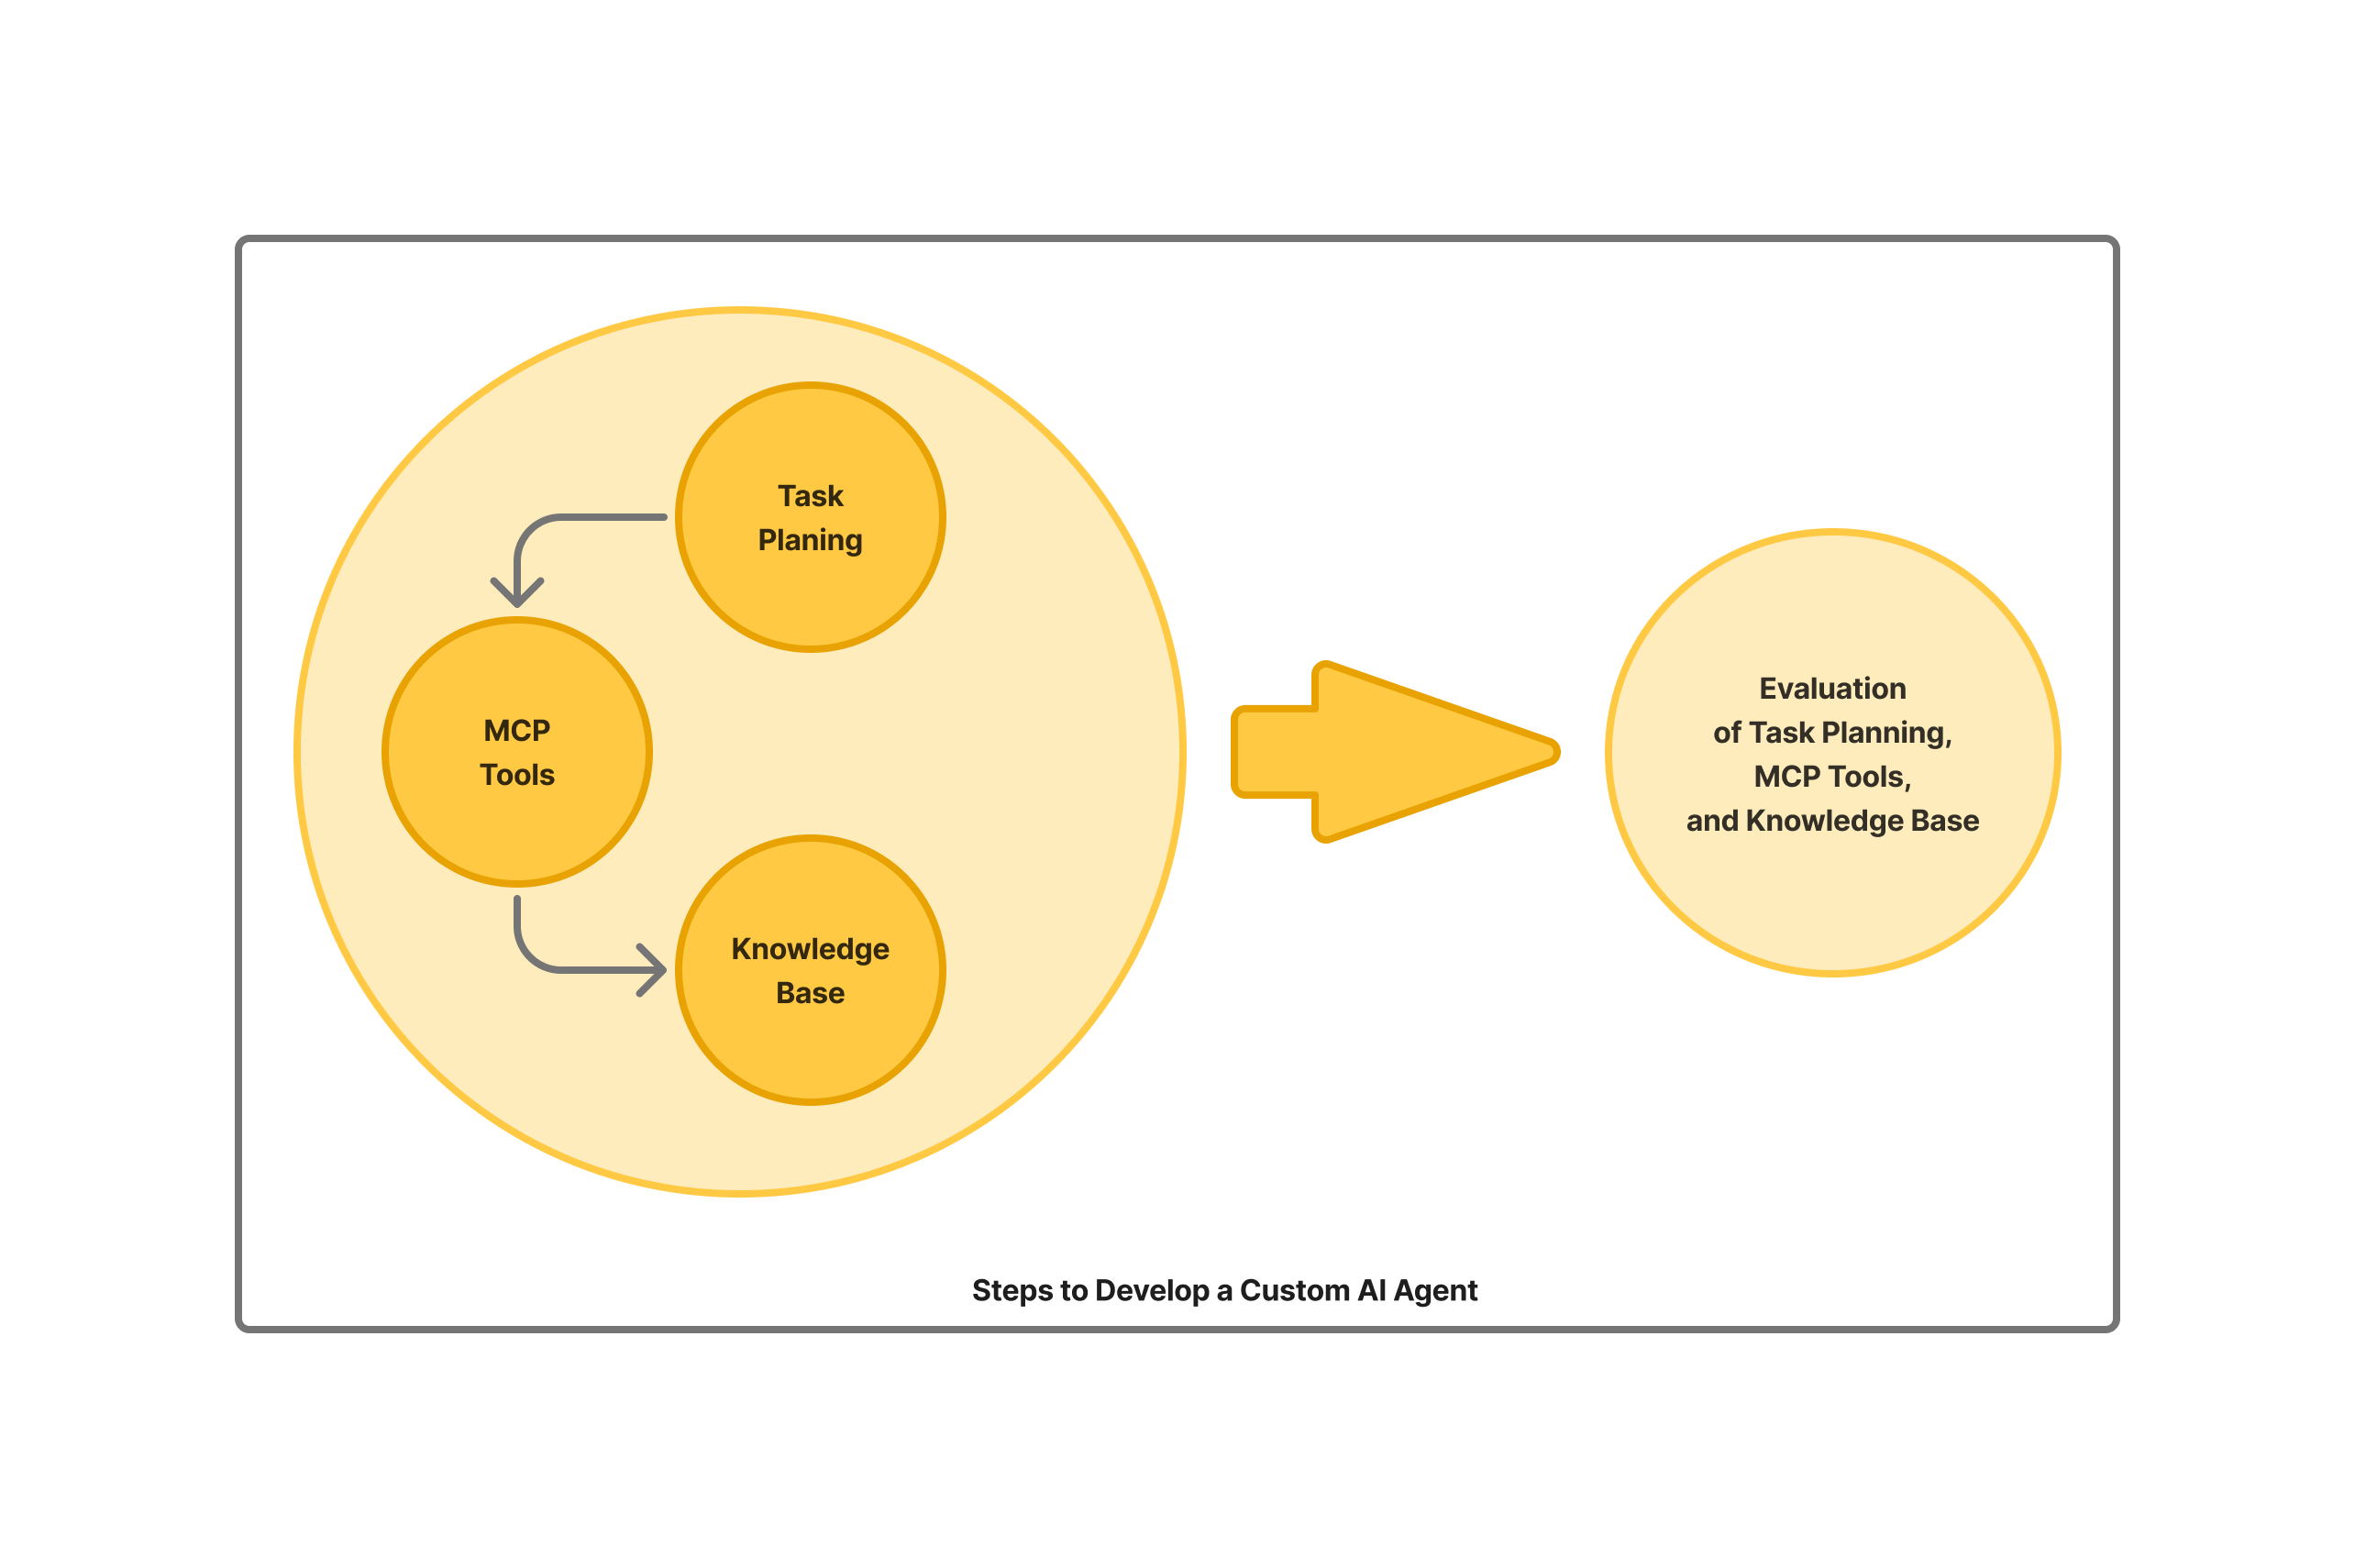 Task
Planing
MCP
Tools
Knowledge
Base
Evaluation
of Task Planning,
MCP Tools,
and Knowledge Base
Steps to Develop a Custom AI Agent